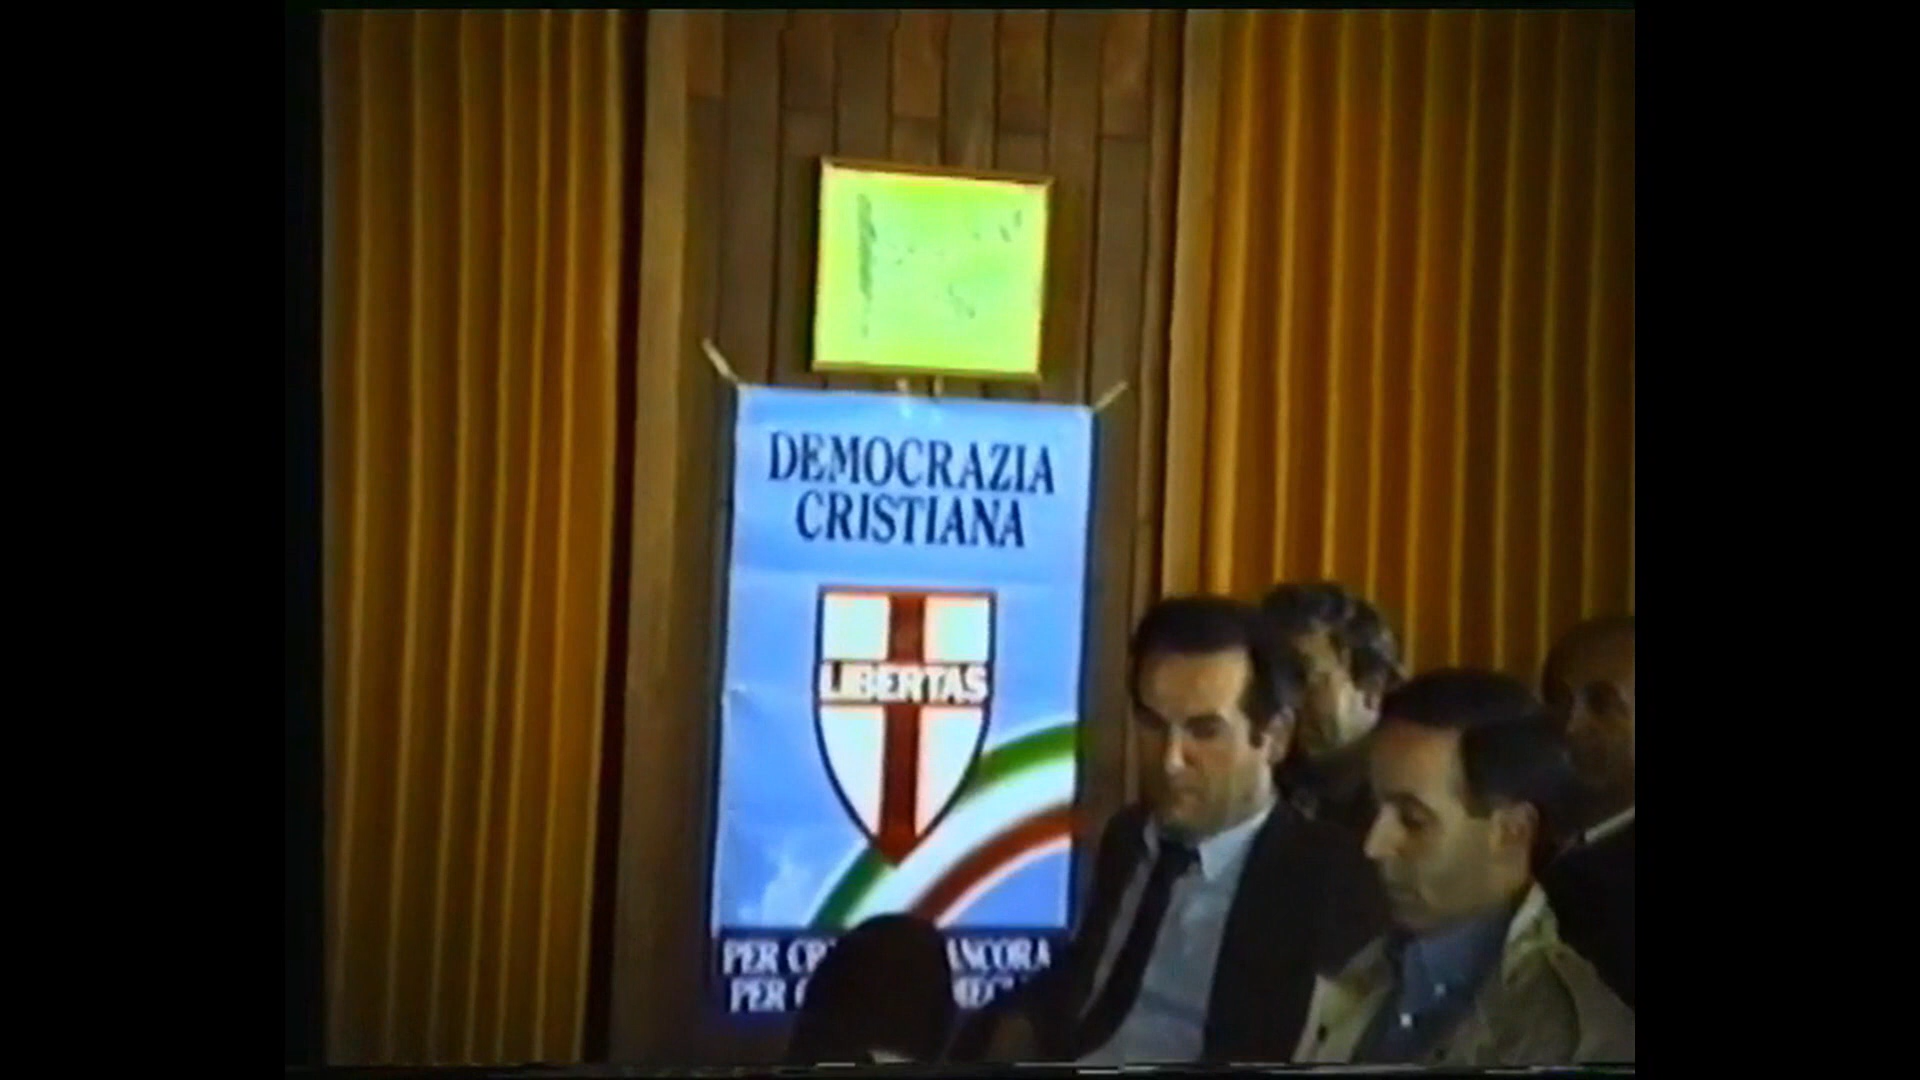 DEMOCRAZIA
CRISTIANA
LIBERTAS
PER ANCORA
PER